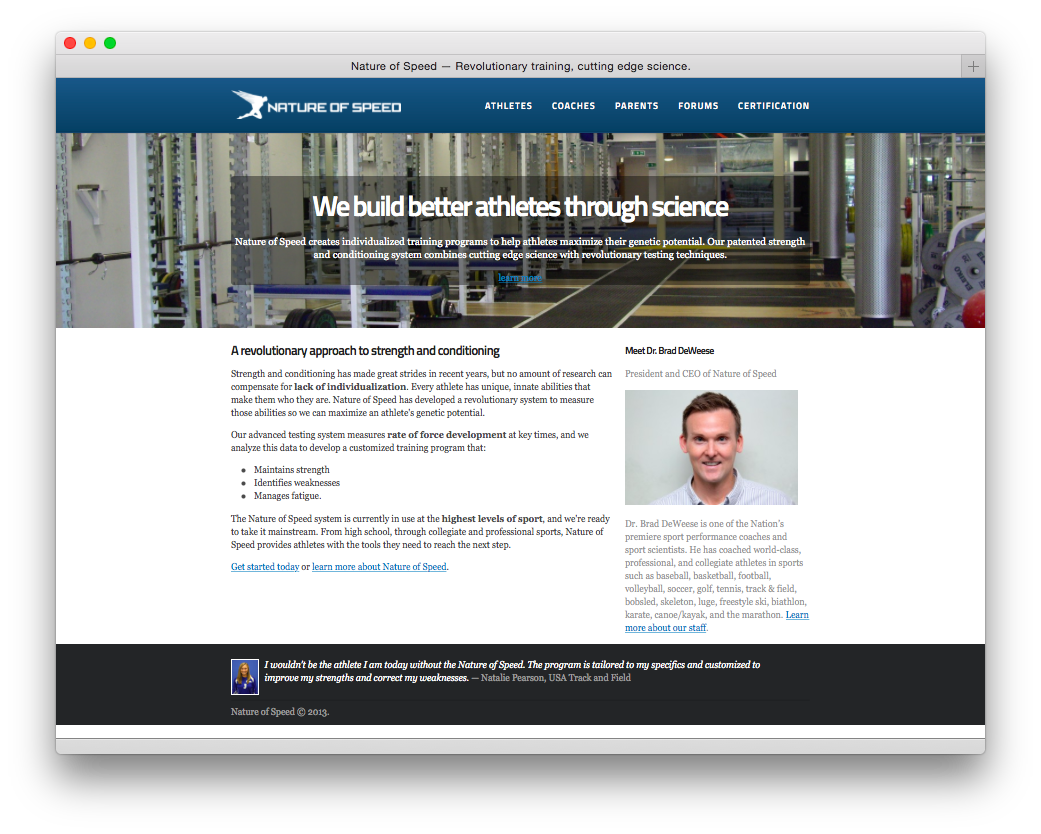 Nature of Speed — Revolutionary training, cutting edge science.
NATURE OF SPEED
ATHLETES COACHES PARENTS FORUMS CERTIFICATION
We build better athletes through science
Nature of Speed creates individualized training programs to help athletes maximize their genetic potential. Our patented strength
and conditioning system combines cutting edge science with revolutionary testing techniques.
learn more
A revolutionary approach to strength and conditioning
Strength and conditioning has made great strides in recent years, but no amount of research can
compensate for lack of individualization. Every athlete has unique, innate abilities that
make them who they are. Nature of Speed has developed a revolutionary system to measure
those abilities so we can maximize an athlete's genetic potential.
Our advanced testing system measures rate of force development at key times, and we
analyze this data to develop a customized training program that:
• Maintains strength
• Identifies weaknesses
• Manages fatigue.
The Nature of Speed system is currently in use at the highest levels of sport, and we're ready
to take it mainstream. From high school, through collegiate and professional sports, Nature of
Speed provides athletes with the tools they need to reach the next step.
Get started today or learn more about Nature of Speed.
Meet Dr. Brad DeWeese
President and CEO of Nature of Speed
Dr. Brad DeWeese is one of the Nation's
premiere sport performance coaches and
sport scientists. He has coached world-class,
professional, and collegiate athletes in sports
such as baseball, basketball, football,
volleyball, soccer, golf, tennis, track & field,
bobsled, skeleton, luge, freestyle ski, biathlon,
karate, canoe/kayak, and the marathon. Learn
more about our staff.
I wouldn't be the athlete I am today without the Nature of Speed. The program is tailored to my specifics and customized to
improve my strengths and correct my weaknesses. — Natalie Pearson, USA Track and Field
Nature of Speed © 2013.